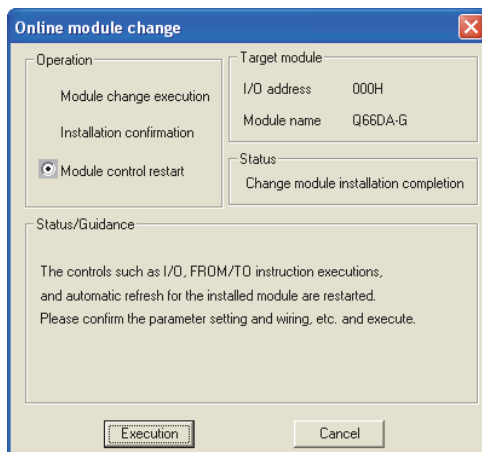 Online module change
Operation
Module change execution
Installation confirmation
Module control restart
Target module
I/O address 000H
Module name Q66DA-G
Status
Change module installation completion
Status/Guidance
The controls such as I/O, FROM/TO instruction executions,
and automatic refresh for the installed module are restarted.
Please confirm the parameter setting and wiring, etc. and execute.
Execution
Cancel